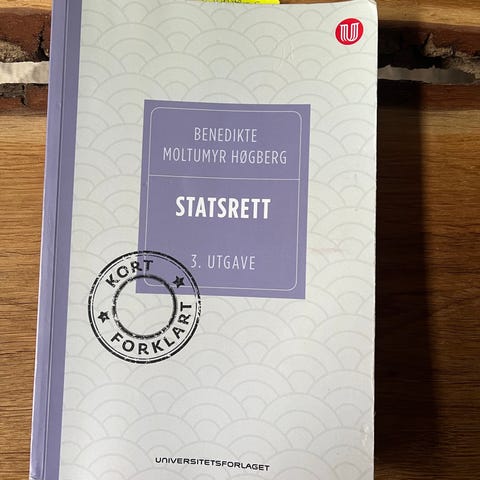 U
BENEDIKTE
MOLTUMYR HØGBERG
STATSRETT
3. UTGAVE
KORT
FORKLART
UNIVERSITETSFORLAGET